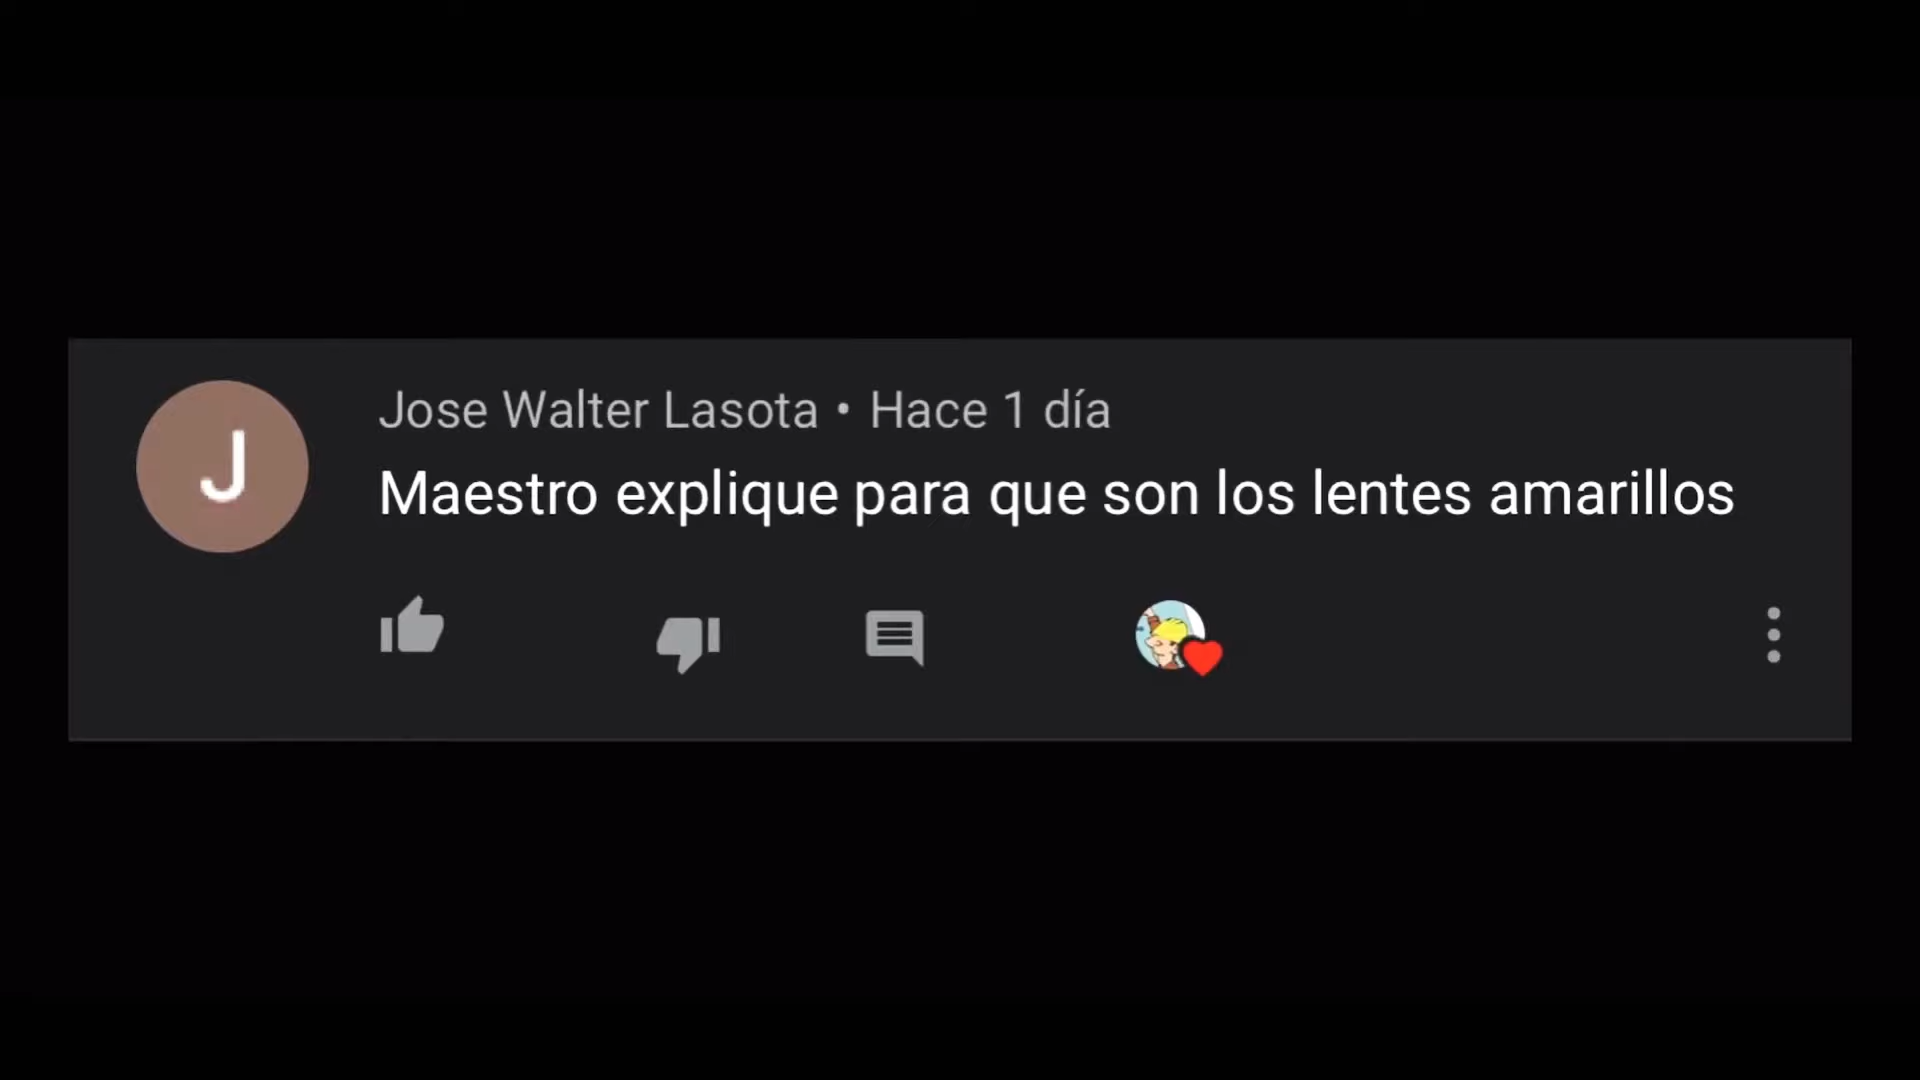 Jose Walter Lasota • Hace 1 día
Maestro explique para que son los lentes amarillos
J